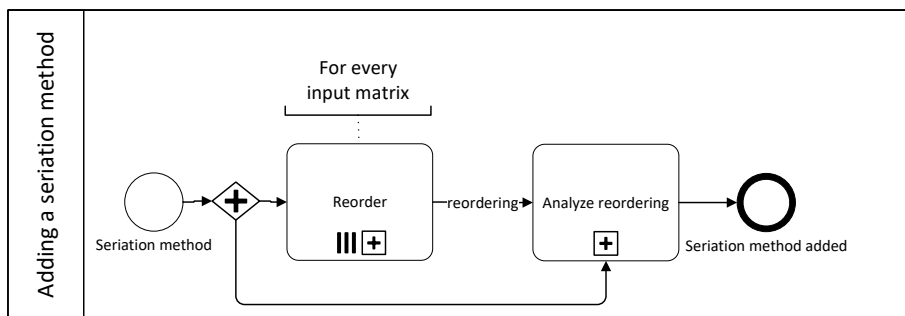 Adding a seriation method
For every
input matrix
Seriation method
Reorder
reordering
Analyze reordering
Seriation method added